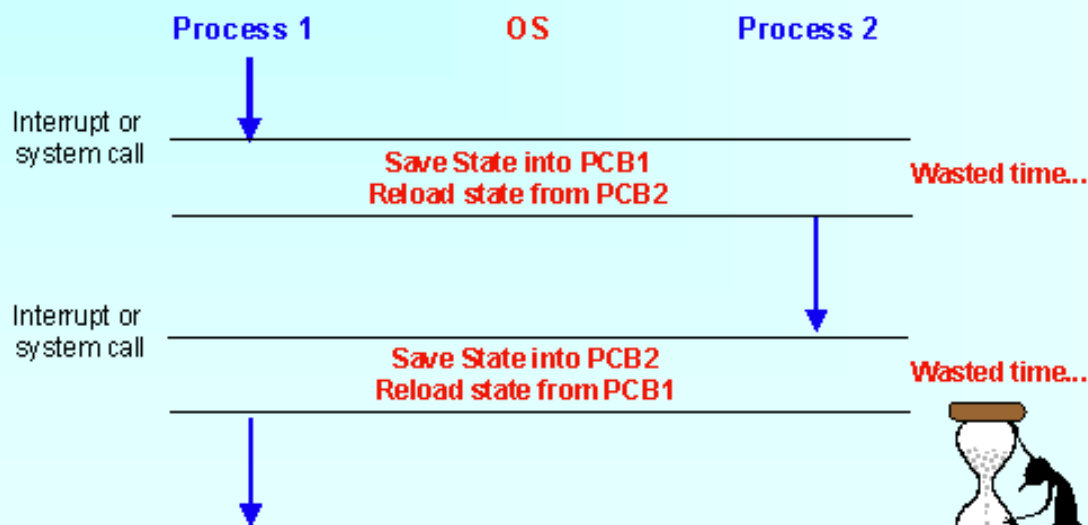 Process 1 OS Process 2
Interrupt or
system call
Save State into PCB1
Reload state from PCB2
Wasted time...
Interrupt or
system call
Save State into PCB2
Reload state from PCB1
Wasted time...